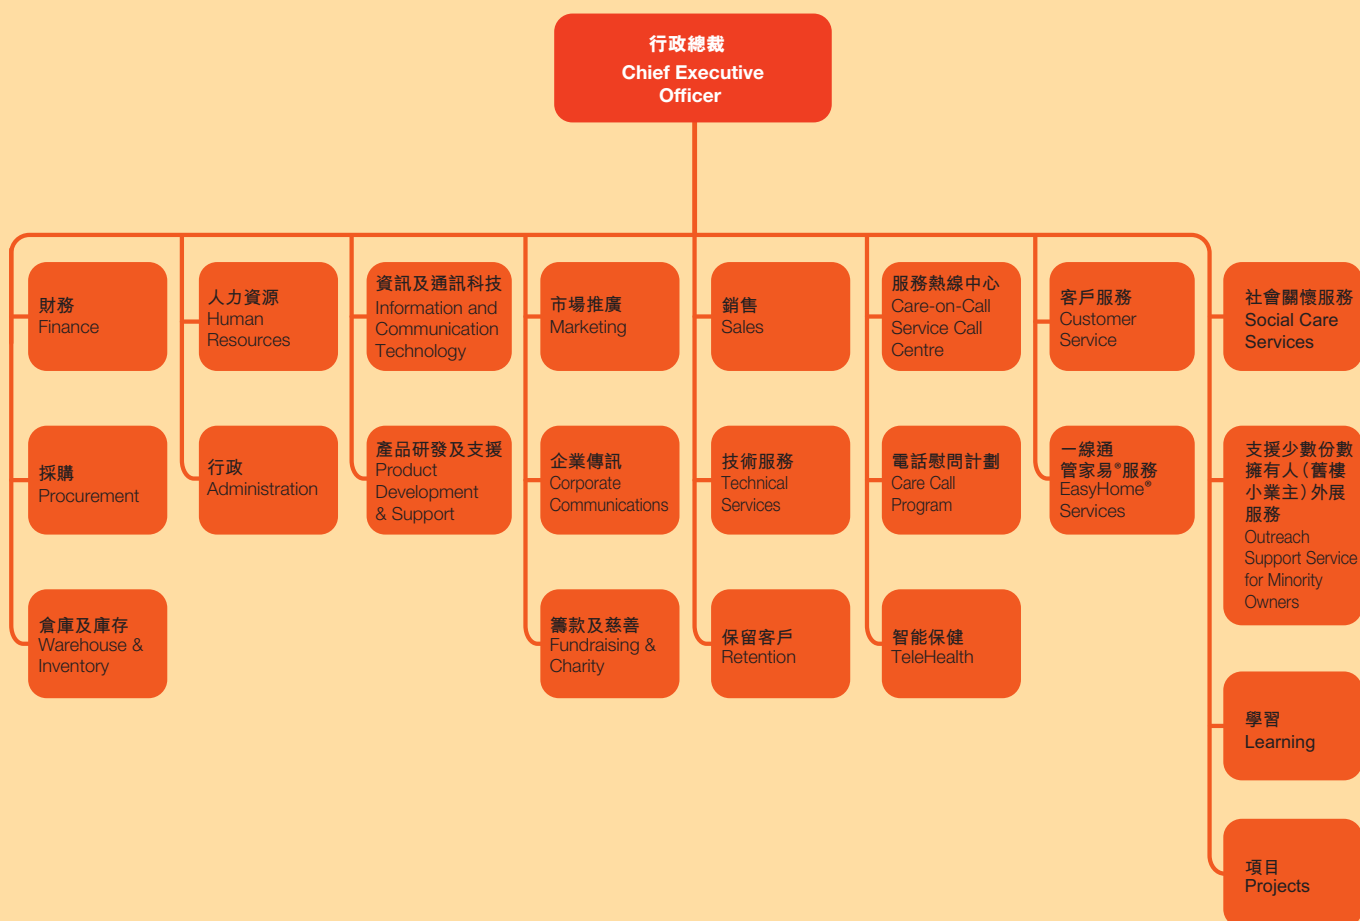 行政總裁
Chief Executive
Officer
財務
Finance
人力資源
Human
Resources
資訊及通訊科技
Information and
Communication
Technology
市場推廣
Marketing
銷售
Sales
服務熱線中心
Care-on-Call
Service Call
Centre
客戶服務
Customer
Service
社會關懷服務
Social Care
Services
採購
Procurement
行政
Administration
產品研發及支援
Product
Development
& Support
企業傳訊
Corporate
Communications
技術服務
Technical
Services
電話慰問計劃
Care Call
Program
一線通
管家易®服務
EasyHome®
Services
支援少數份數
擁有人（舊樓
小業主）外展
服務
Outreach
Support Service
for Minority
Owners
倉庫及庫存
Warehouse &
Inventory
籌款及慈善
Fundraising &
Charity
保留客戶
Retention
智能保健
TeleHealth
學習
Learning
項目
Projects